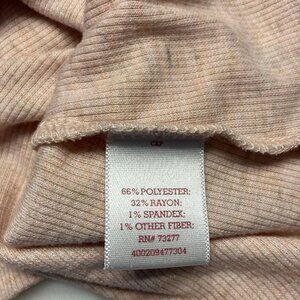 66% POLYESTER;
32% RAYON;
1% SPANDEX;
1% OTHER FIBER;
RN# 73277
400209477304